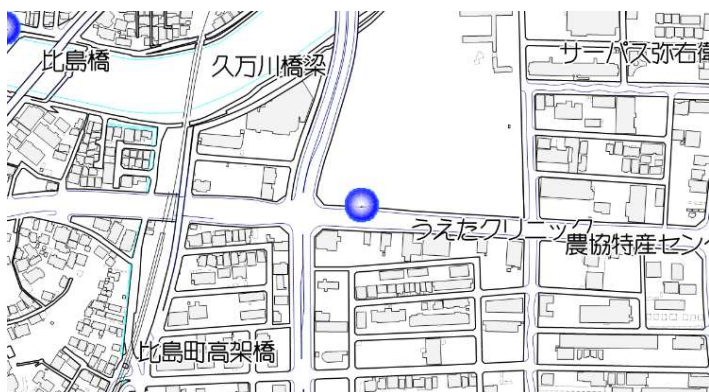 比島橋
久万川橋梁
サーパス弥右衛
うえたクリーニック
農協特産セン
比島町高架橋